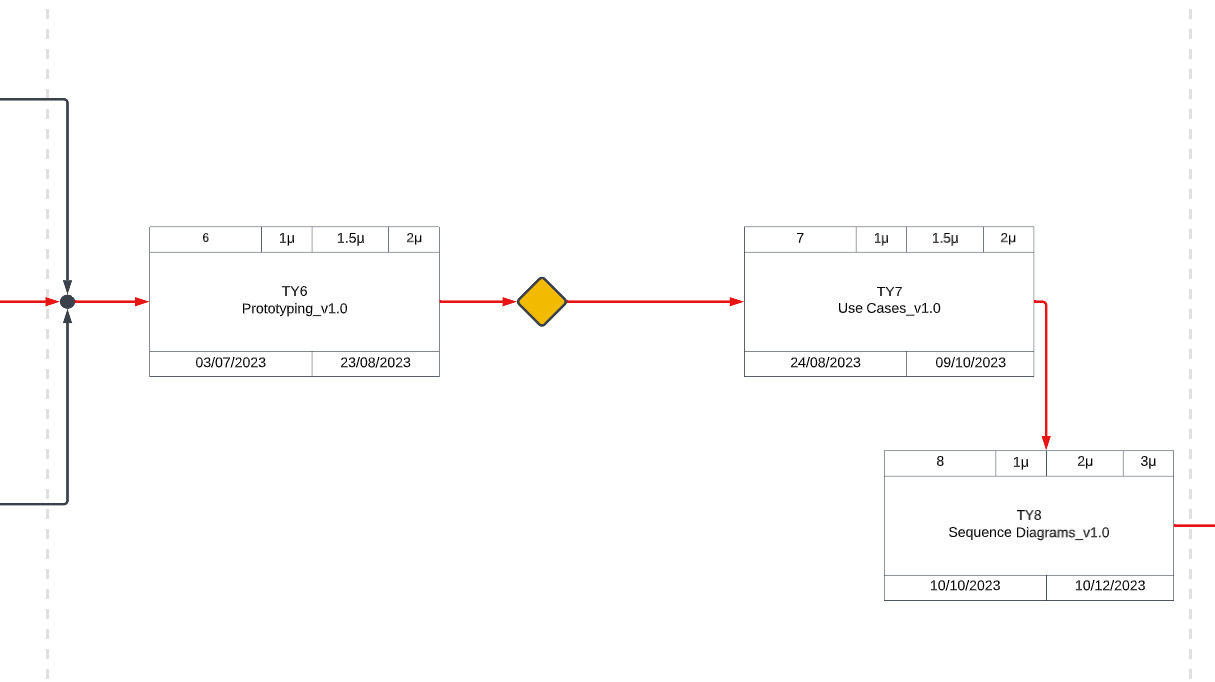 6 1μ 1.5μ 2μ
TY6
Prototyping_v1.0
03/07/2023 23/08/2023
7 1μ 1.5μ 2μ
TY7
Use Cases_v1.0
24/08/2023 09/10/2023
8 1μ 2μ 3μ
TY8
Sequence Diagrams_v1.0
10/10/2023 10/12/2023